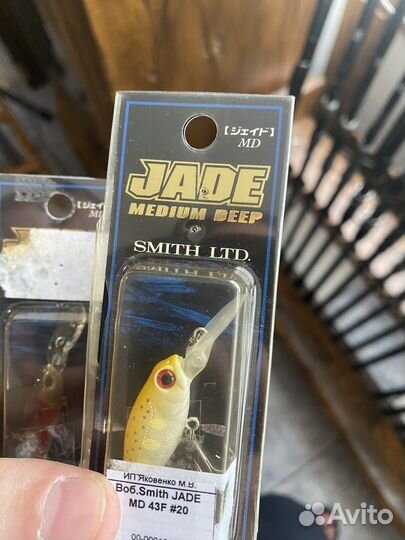 【ジェイド】
MD
JADE
MEDIUM DEEP
SMITH LTD.
ИП Яковенко М.В.
Воб.Smith JADE
MD 43F #20
Avito